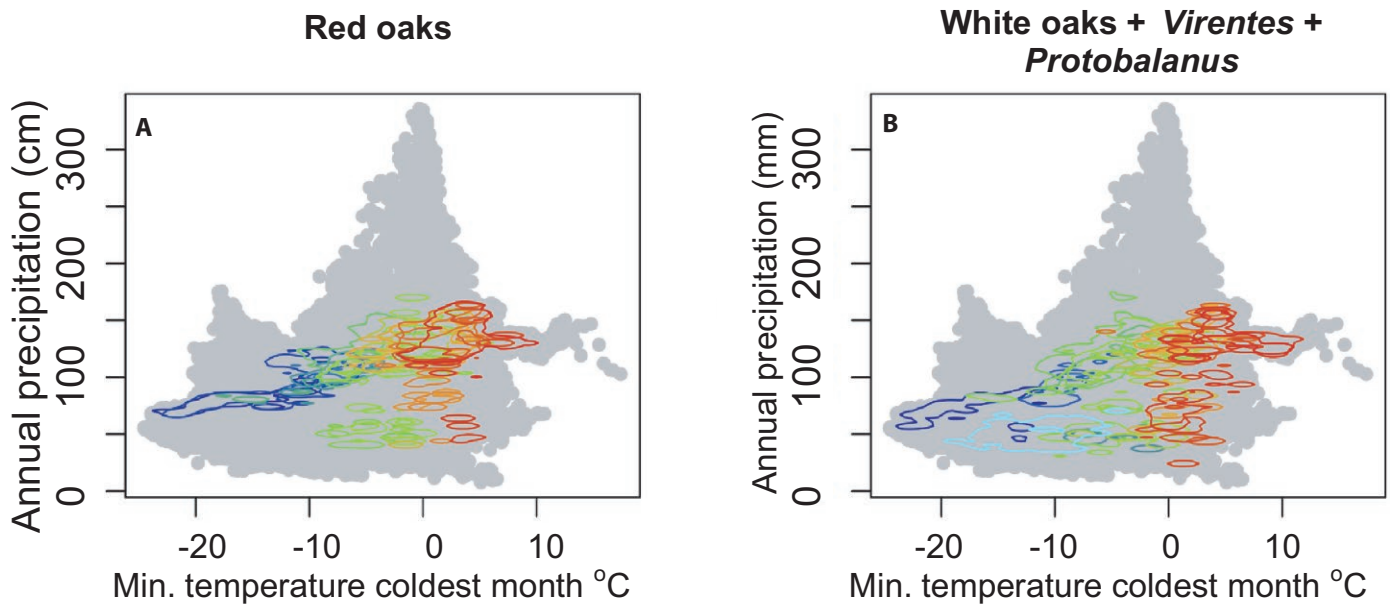 Red oaks
A
Annual precipitation (cm)
300
200
100
0
-20 -10 0 10
Min. temperature coldest month °C
White oaks + Virentes +
Protobalanus
B
Annual precipitation (mm)
300
200
100
0
-20 -10 0 10
Min. temperature coldest month °C